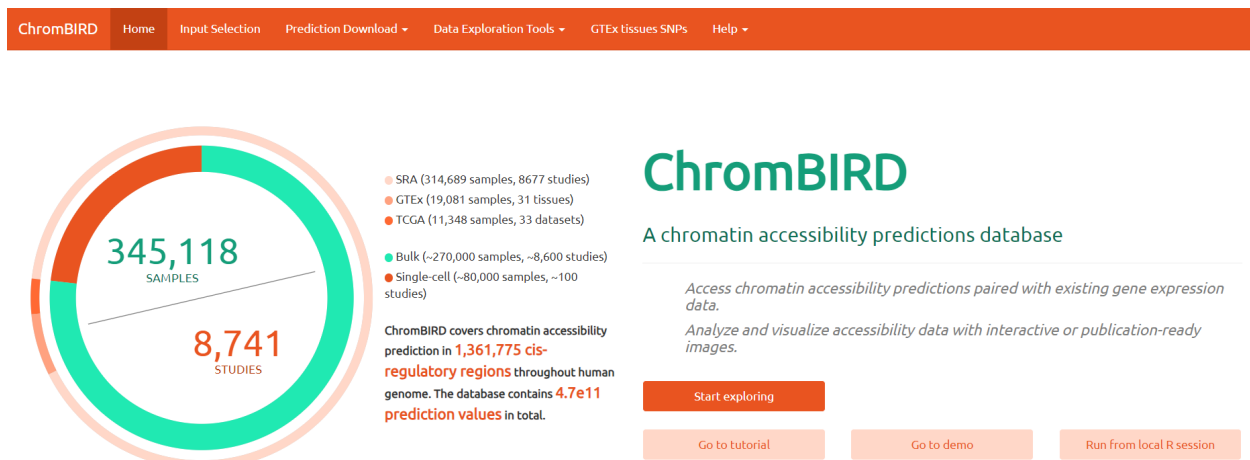 ChromBIRD Home Input Selection Prediction Download Data Exploration Tools GTEx tissues SNPs Help
345,118
SAMPLES
8,741
STUDIES
SRA (314,689 samples, 8677 studies)
GTEx (19,081 samples, 31 tissues)
TCGA (11,348 samples, 33 datasets)
Bulk (~270,000 samples, ~8,600 studies)
Single-cell (~80,000 samples, ~100
studies)
ChromBIRD covers chromatin accessibility
prediction in 1,361,775 cis-
regulatory regions throughout human
genome. The database contains 4.7e11
prediction values in total.
ChromBIRD
A chromatin accessibility predictions database
Access chromatin accessibility predictions paired with existing gene expression
data.
Analyze and visualize accessibility data with interactive or publication-ready
images.
Start exploring
Go to tutorial Go to demo Run from local R session